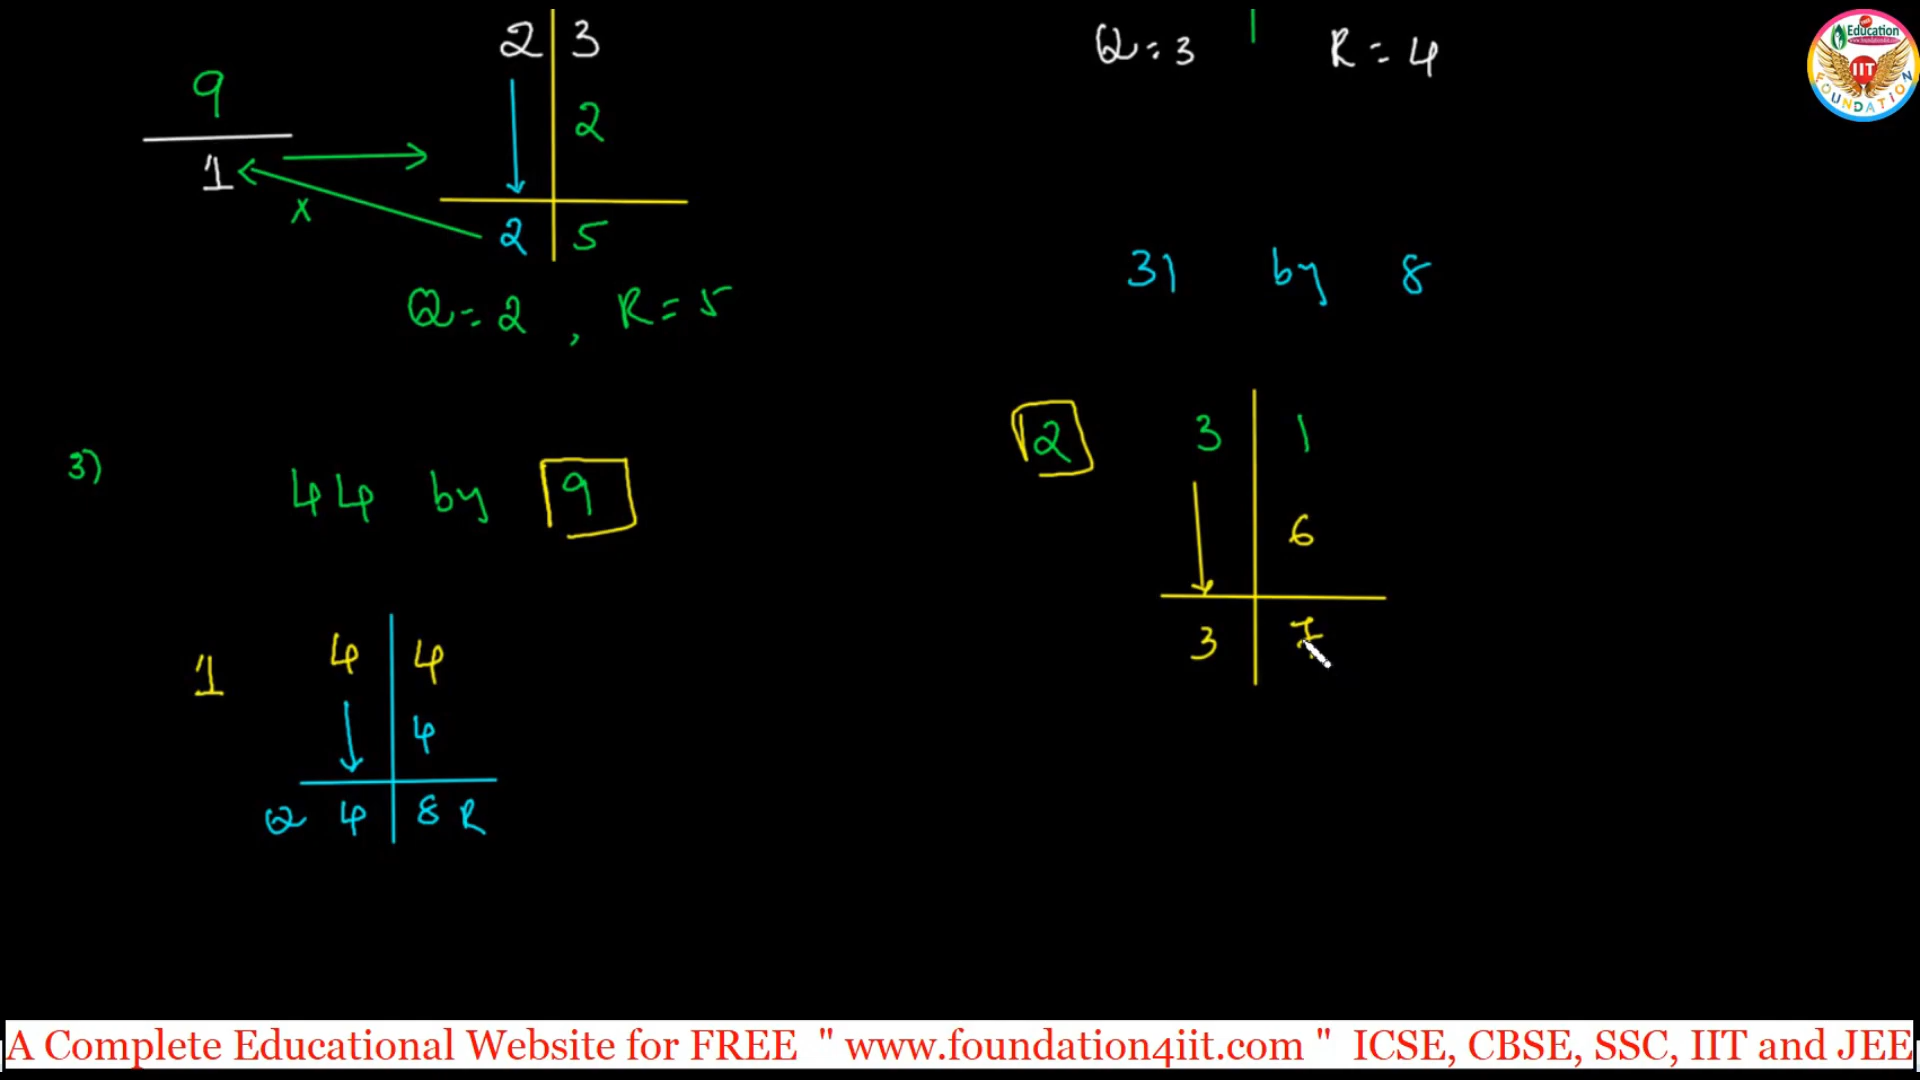 9
1
x
2 3
2
2 5
Q = 2 , R = 5
3)
44 by 9
1
4 4
4
Q 4 8 R
Q = 3 R = 4
31 by 8
2
3 1
6
3 7
Education
IIT
FOUNDATION
A Complete Educational Website for FREE " www.foundation4iit.com " ICSE, CBSE, SSC, IIT and JEE